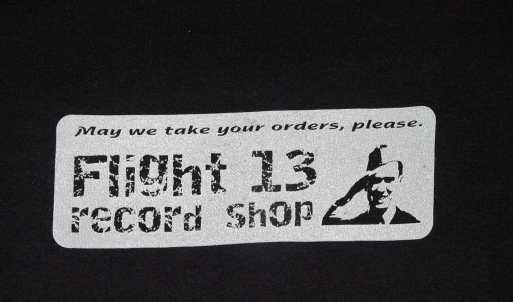 May we take your orders, please.
Flight 13
record shop